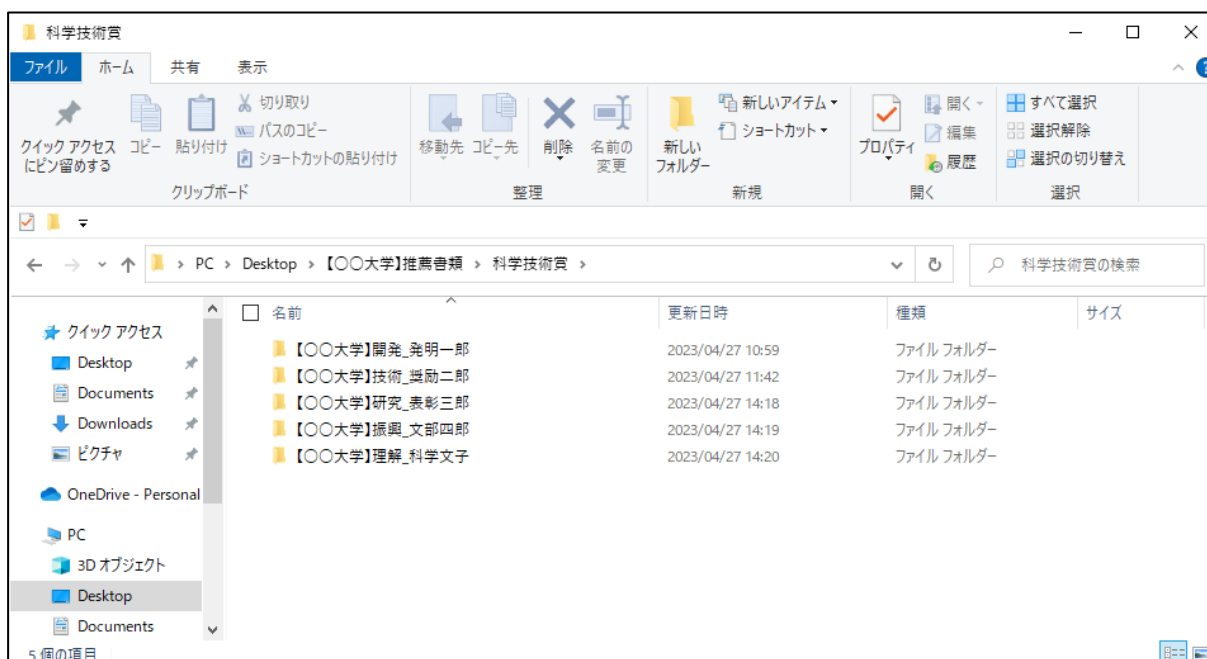 科学技術賞
ファイル ホーム 共有 表示
クイック アクセス
にピン留めする
コピー
貼り付け
切り取り
パスのコピー
ショートカットの貼り付け
クリップボード
移動先
コピー先
削除
名前の
変更
整理
新しい
フォルダー
新しいアイテム
ショートカット
新規
プロパティ
開く
編集
履歴
開く
すべて選択
選択解除
選択の切り替え
選択
PC › Desktop › 【○○大学】推薦書類 › 科学技術賞 ›
科学技術賞の検索
クイック アクセス
Desktop
Documents
Downloads
ピクチャ
OneDrive - Personal
PC
3D オブジェクト
Desktop
Documents
名前 更新日時 種類 サイズ
【○○大学】開発_発明一郎 2023/04/27 10:59 ファイル フォルダー
【○○大学】技術_奨励二郎 2023/04/27 11:42 ファイル フォルダー
【○○大学】研究_表彰三郎 2023/04/27 14:18 ファイル フォルダー
【○○大学】振興_文部四郎 2023/04/27 14:19 ファイル フォルダー
【○○大学】理解_科学文子 2023/04/27 14:20 ファイル フォルダー
5 個の項目